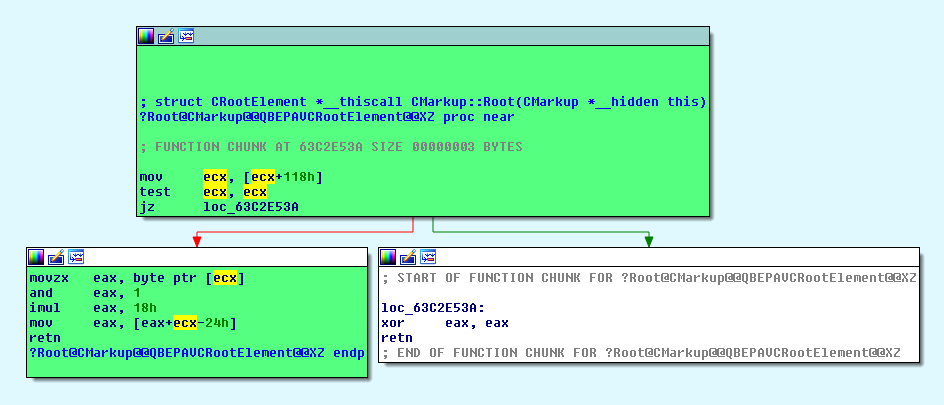 ; struct CRootElement *__thiscall CMarkup::Root(CMarkup *__hidden this)
?Root@CMarkup@@QBEPAVCRootElement@@XZ proc near
; FUNCTION CHUNK AT 63C2E53A SIZE 00000003 BYTES
mov     ecx, [ecx+118h]
test    ecx, ecx
jz      loc_63C2E53A
movzx   eax, byte ptr [ecx]
and     eax, 1
imul    eax, 18h
mov     eax, [eax+ecx-24h]
retn
?Root@CMarkup@@QBEPAVCRootElement@@XZ endp
; START OF FUNCTION CHUNK FOR ?Root@CMarkup@@QBEPAVCRootElement@@XZ
loc_63C2E53A:
xor     eax, eax
retn
; END OF FUNCTION CHUNK FOR ?Root@CMarkup@@QBEPAVCRootElement@@XZ